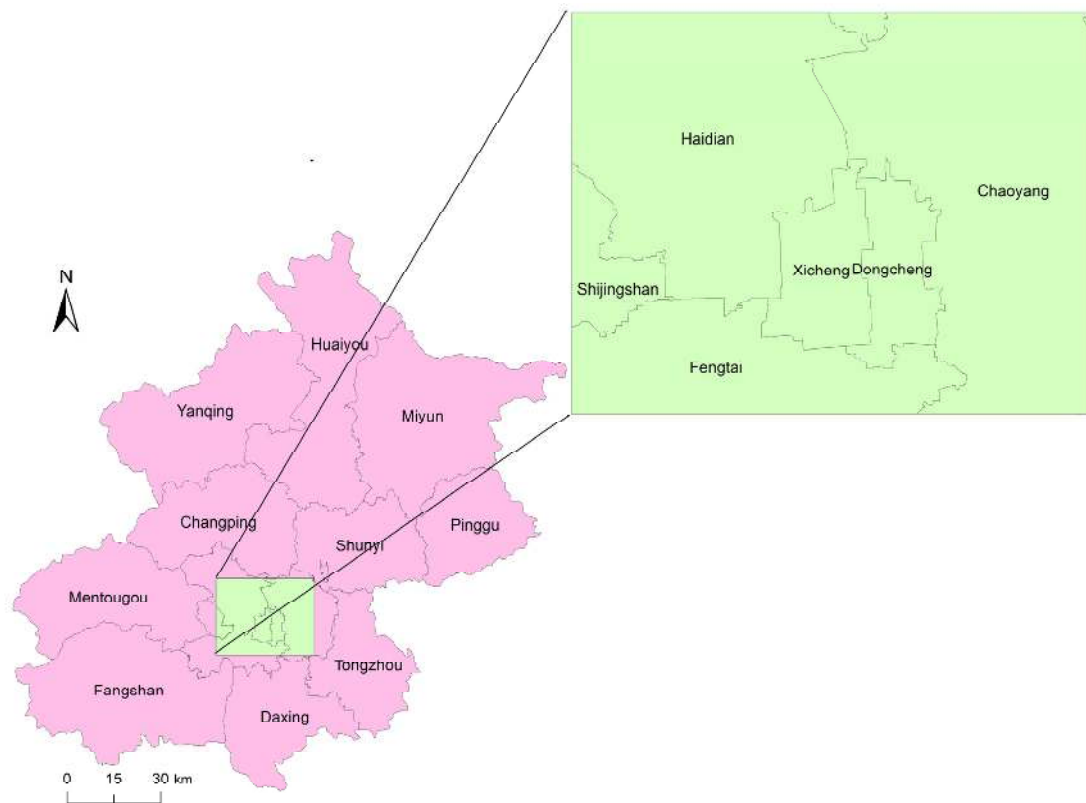 Haidian
Chaoyang
Xicheng
Dongcheng
Shijingshan
Fengtai
N
Huaiyou
Yanqing
Miyun
Changping
Pinggu
Shunyi
Mentougou
Tongzhou
Fangshan
Daxing
0 15 30 km